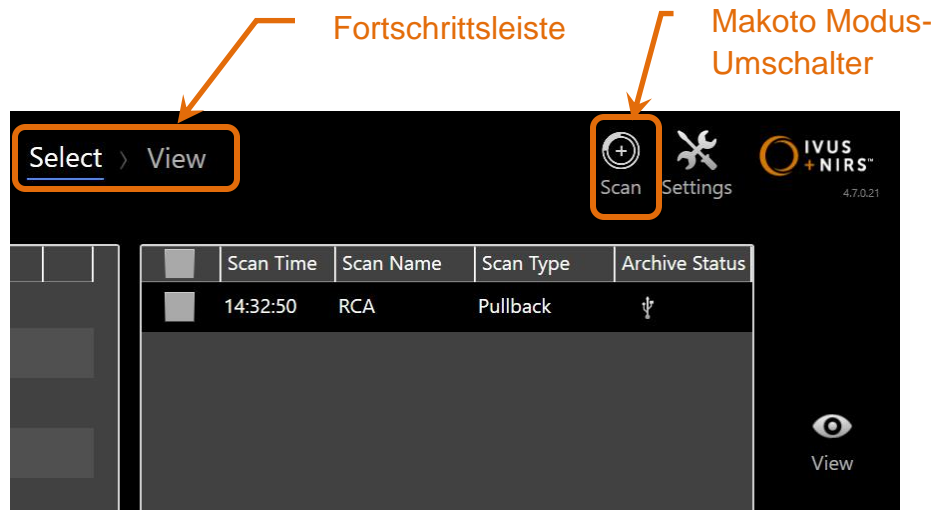 Fortschrittsleiste
Makoto Modus-
Umschalter
Select > View
Scan
Settings
IVUS
+NIRS™
4.7.0.21
Scan Time Scan Name Scan Type Archive Status
14:32:50 RCA Pullback
View